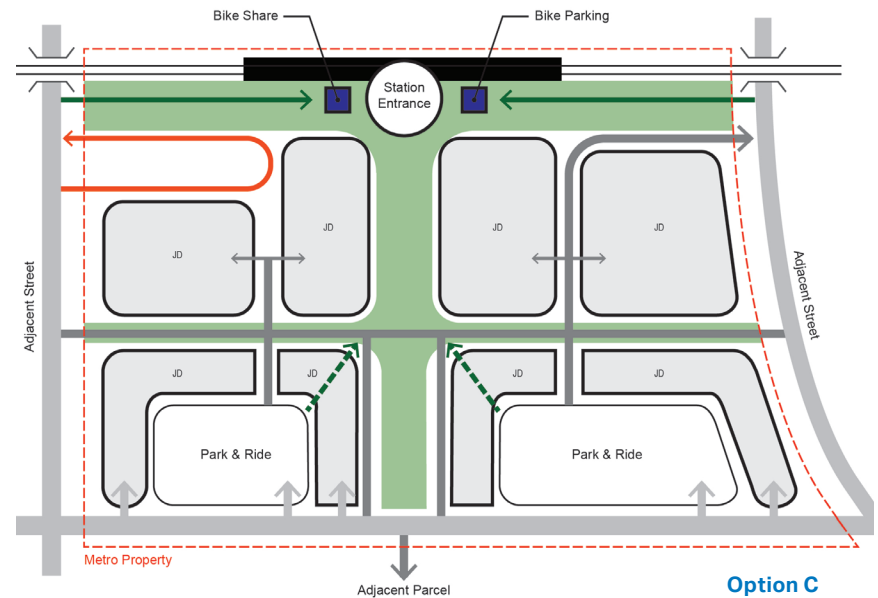 Bike Share
Bike Parking
Station
Entrance
JD
JD
JD
JD
Adjacent Street
Adjacent Street
JD
JD
JD
JD
Park & Ride
Park & Ride
Metro Property
Adjacent Parcel
Option C